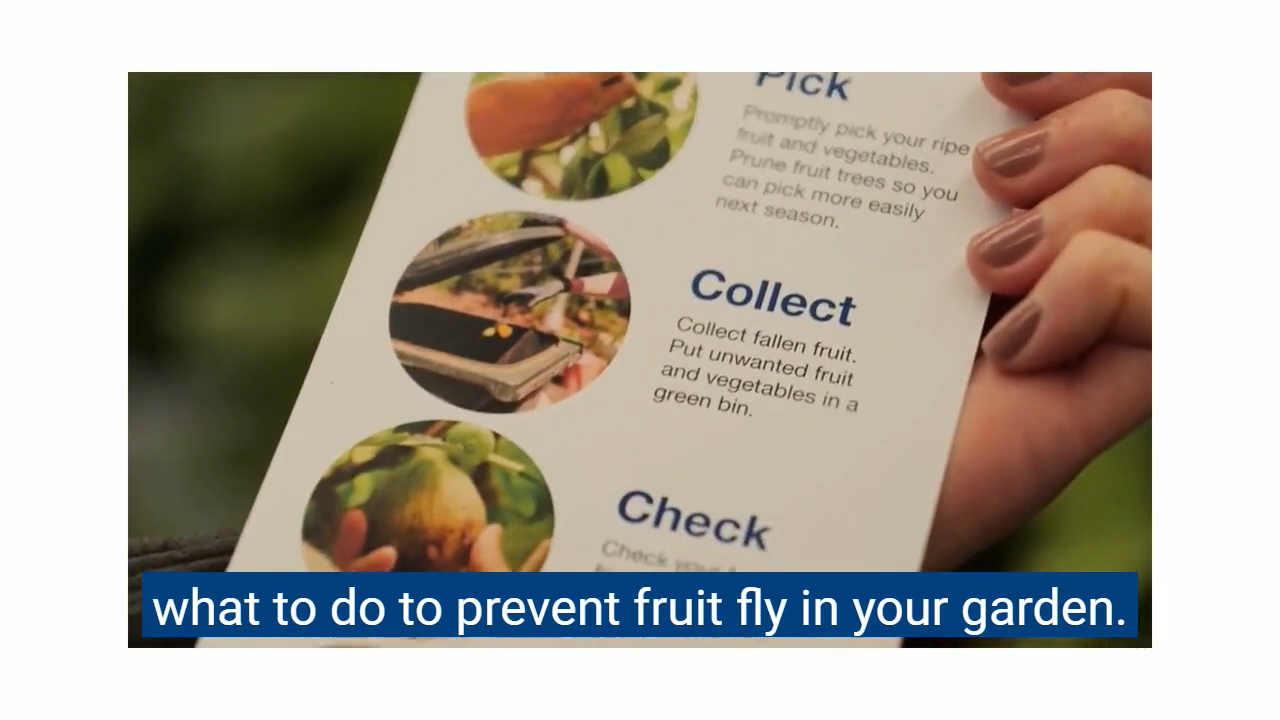 Pick
Promptly pick your ripe
fruit and vegetables.
Prune fruit trees so you
can pick more easily
next season.
Collect
Collect fallen fruit.
Put unwanted fruit
and vegetables in a
green bin.
Check
Check your
what to do to prevent fruit fly in your garden.